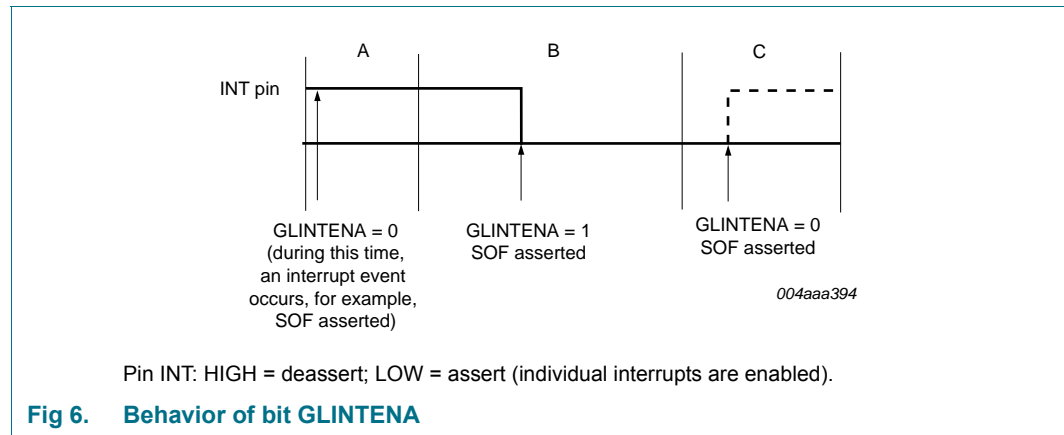 A
B
C
INT pin
GLINTENA = 0
(during this time,
an interrupt event
occurs, for example,
SOF asserted)
GLINTENA = 1
SOF asserted
GLINTENA = 0
SOF asserted
004aaa394
Pin INT: HIGH = deassert; LOW = assert (individual interrupts are enabled).
Fig 6. Behavior of bit GLINTENA